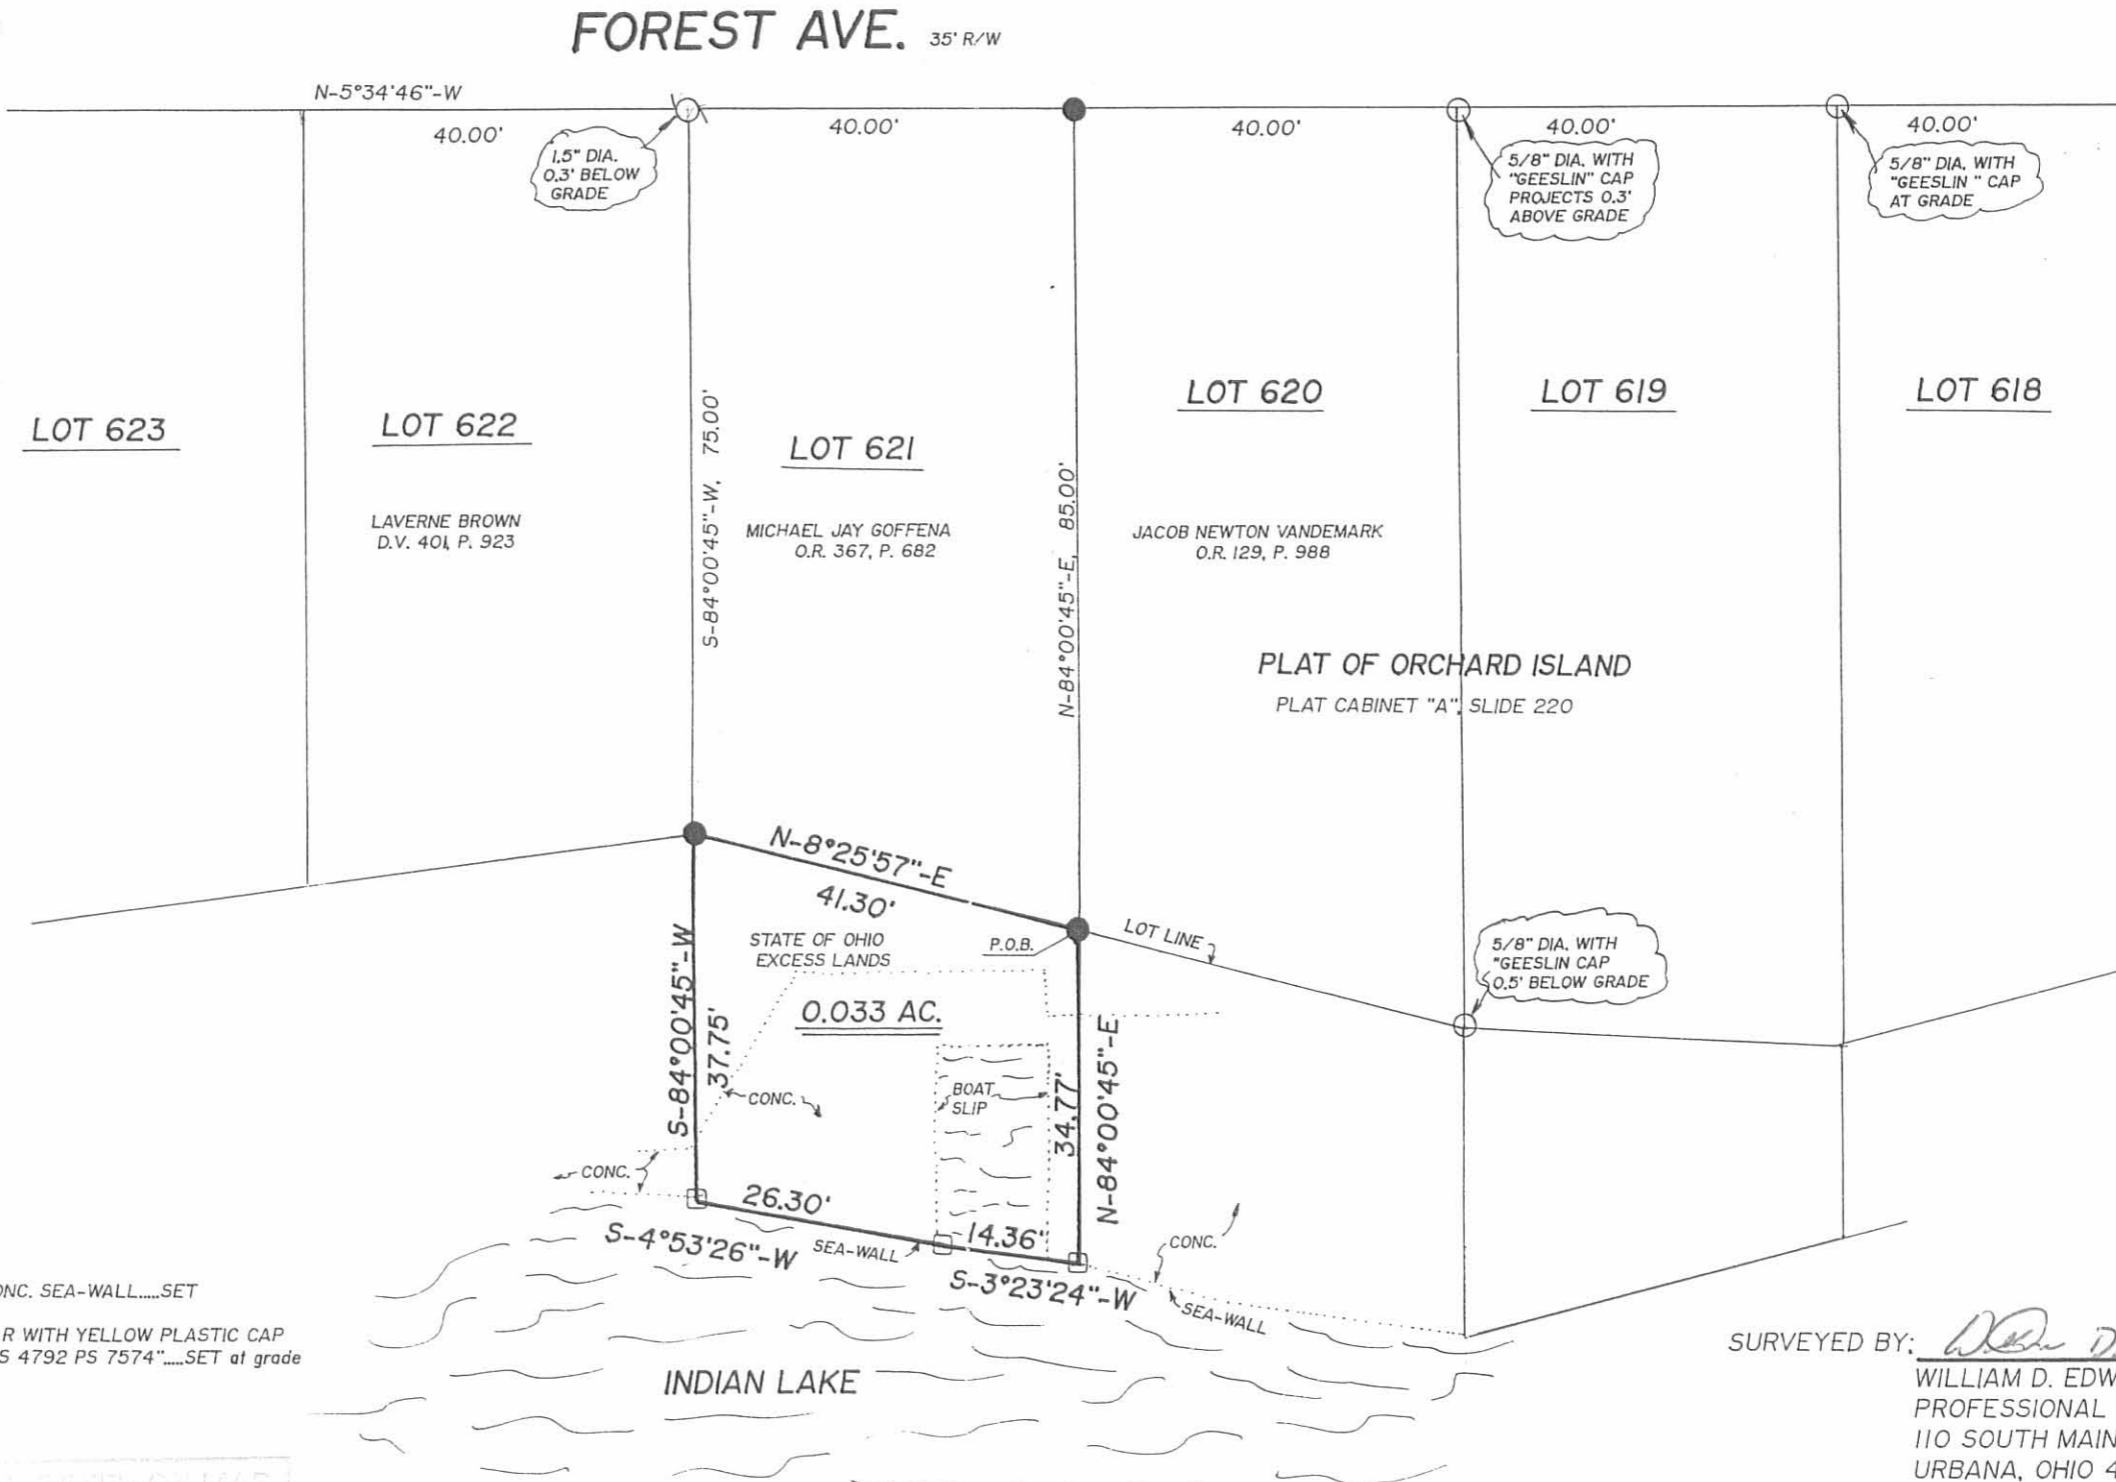 FOREST AVE. 35' R/W
N-5°34'46"-W
40.00'
40.00'
40.00'
40.00'
40.00'
1.5" DIA.
0.3' BELOW
GRADE
5/8" DIA. WITH
"GEESLIN" CAP
PROJECTS 0.3'
ABOVE GRADE
5/8" DIA. WITH
"GEESLIN " CAP
AT GRADE
LOT 623
LOT 622
LOT 621
LOT 620
LOT 619
LOT 618
S-84°00'45"-W, 75.00'
N-84°00'45"-E, 85.00'
LAVERNE BROWN
D.V. 401, P. 923
MICHAEL JAY GOFFENA
O.R. 367, P. 682
JACOB NEWTON VANDEMARK
O.R. 129, P. 988
PLAT OF ORCHARD ISLAND
PLAT CABINET "A", SLIDE 220
N-8°25'57"-E
41.30'
STATE OF OHIO
EXCESS LANDS
P.O.B.
LOT LINE
5/8" DIA. WITH
"GEESLIN CAP
0.5' BELOW GRADE
0.033 AC.
S-84°00'45"-W
37.75'
CONC.
BOAT
SLIP
34.77'
N-84°00'45"-E
CONC.
26.30'
S-4°53'26"-W
SEA-WALL
14.36'
S-3°23'24"-W
CONC.
SEA-WALL
ONC. SEA-WALL.....SET
R WITH YELLOW PLASTIC CAP
S 4792 PS 7574".....SET at grade
INDIAN LAKE
SURVEYED BY:
WILLIAM D. EDW
PROFESSIONAL
110 SOUTH MAIN
URBANA, OHIO 4